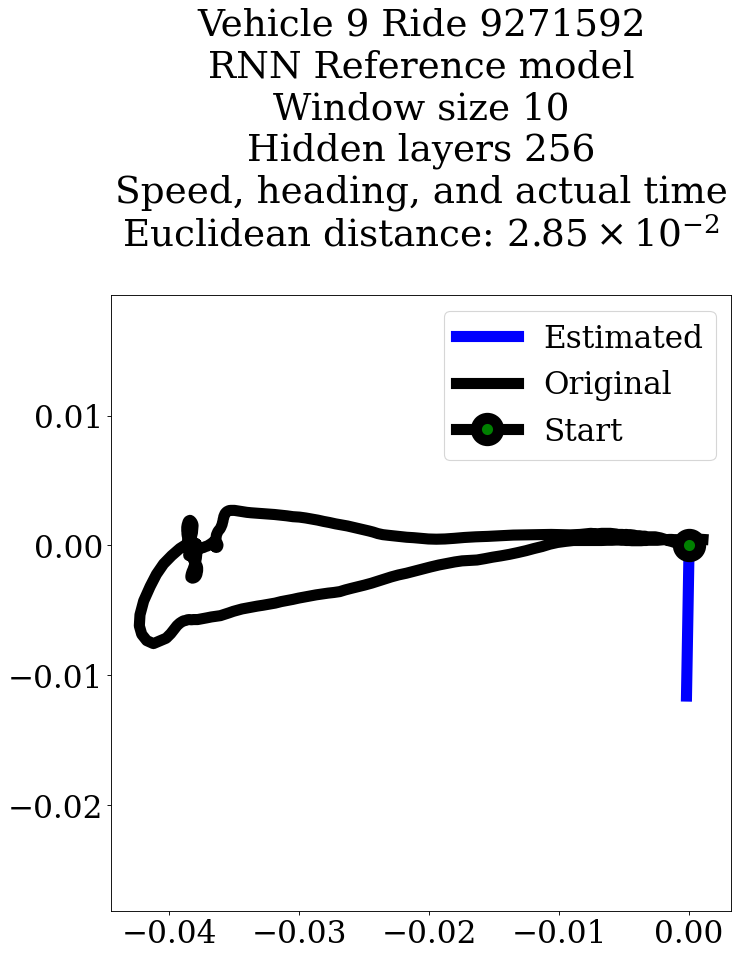 Vehicle 9 Ride 9271592
RNN Reference model
Window size 10
Hidden layers 256
Speed, heading, and actual time
Euclidean distance: 2.85 × 10⁻²
Estimated
Original
Start
0.01
0.00
−0.01
−0.02
−0.04 −0.03 −0.02 −0.01 0.00